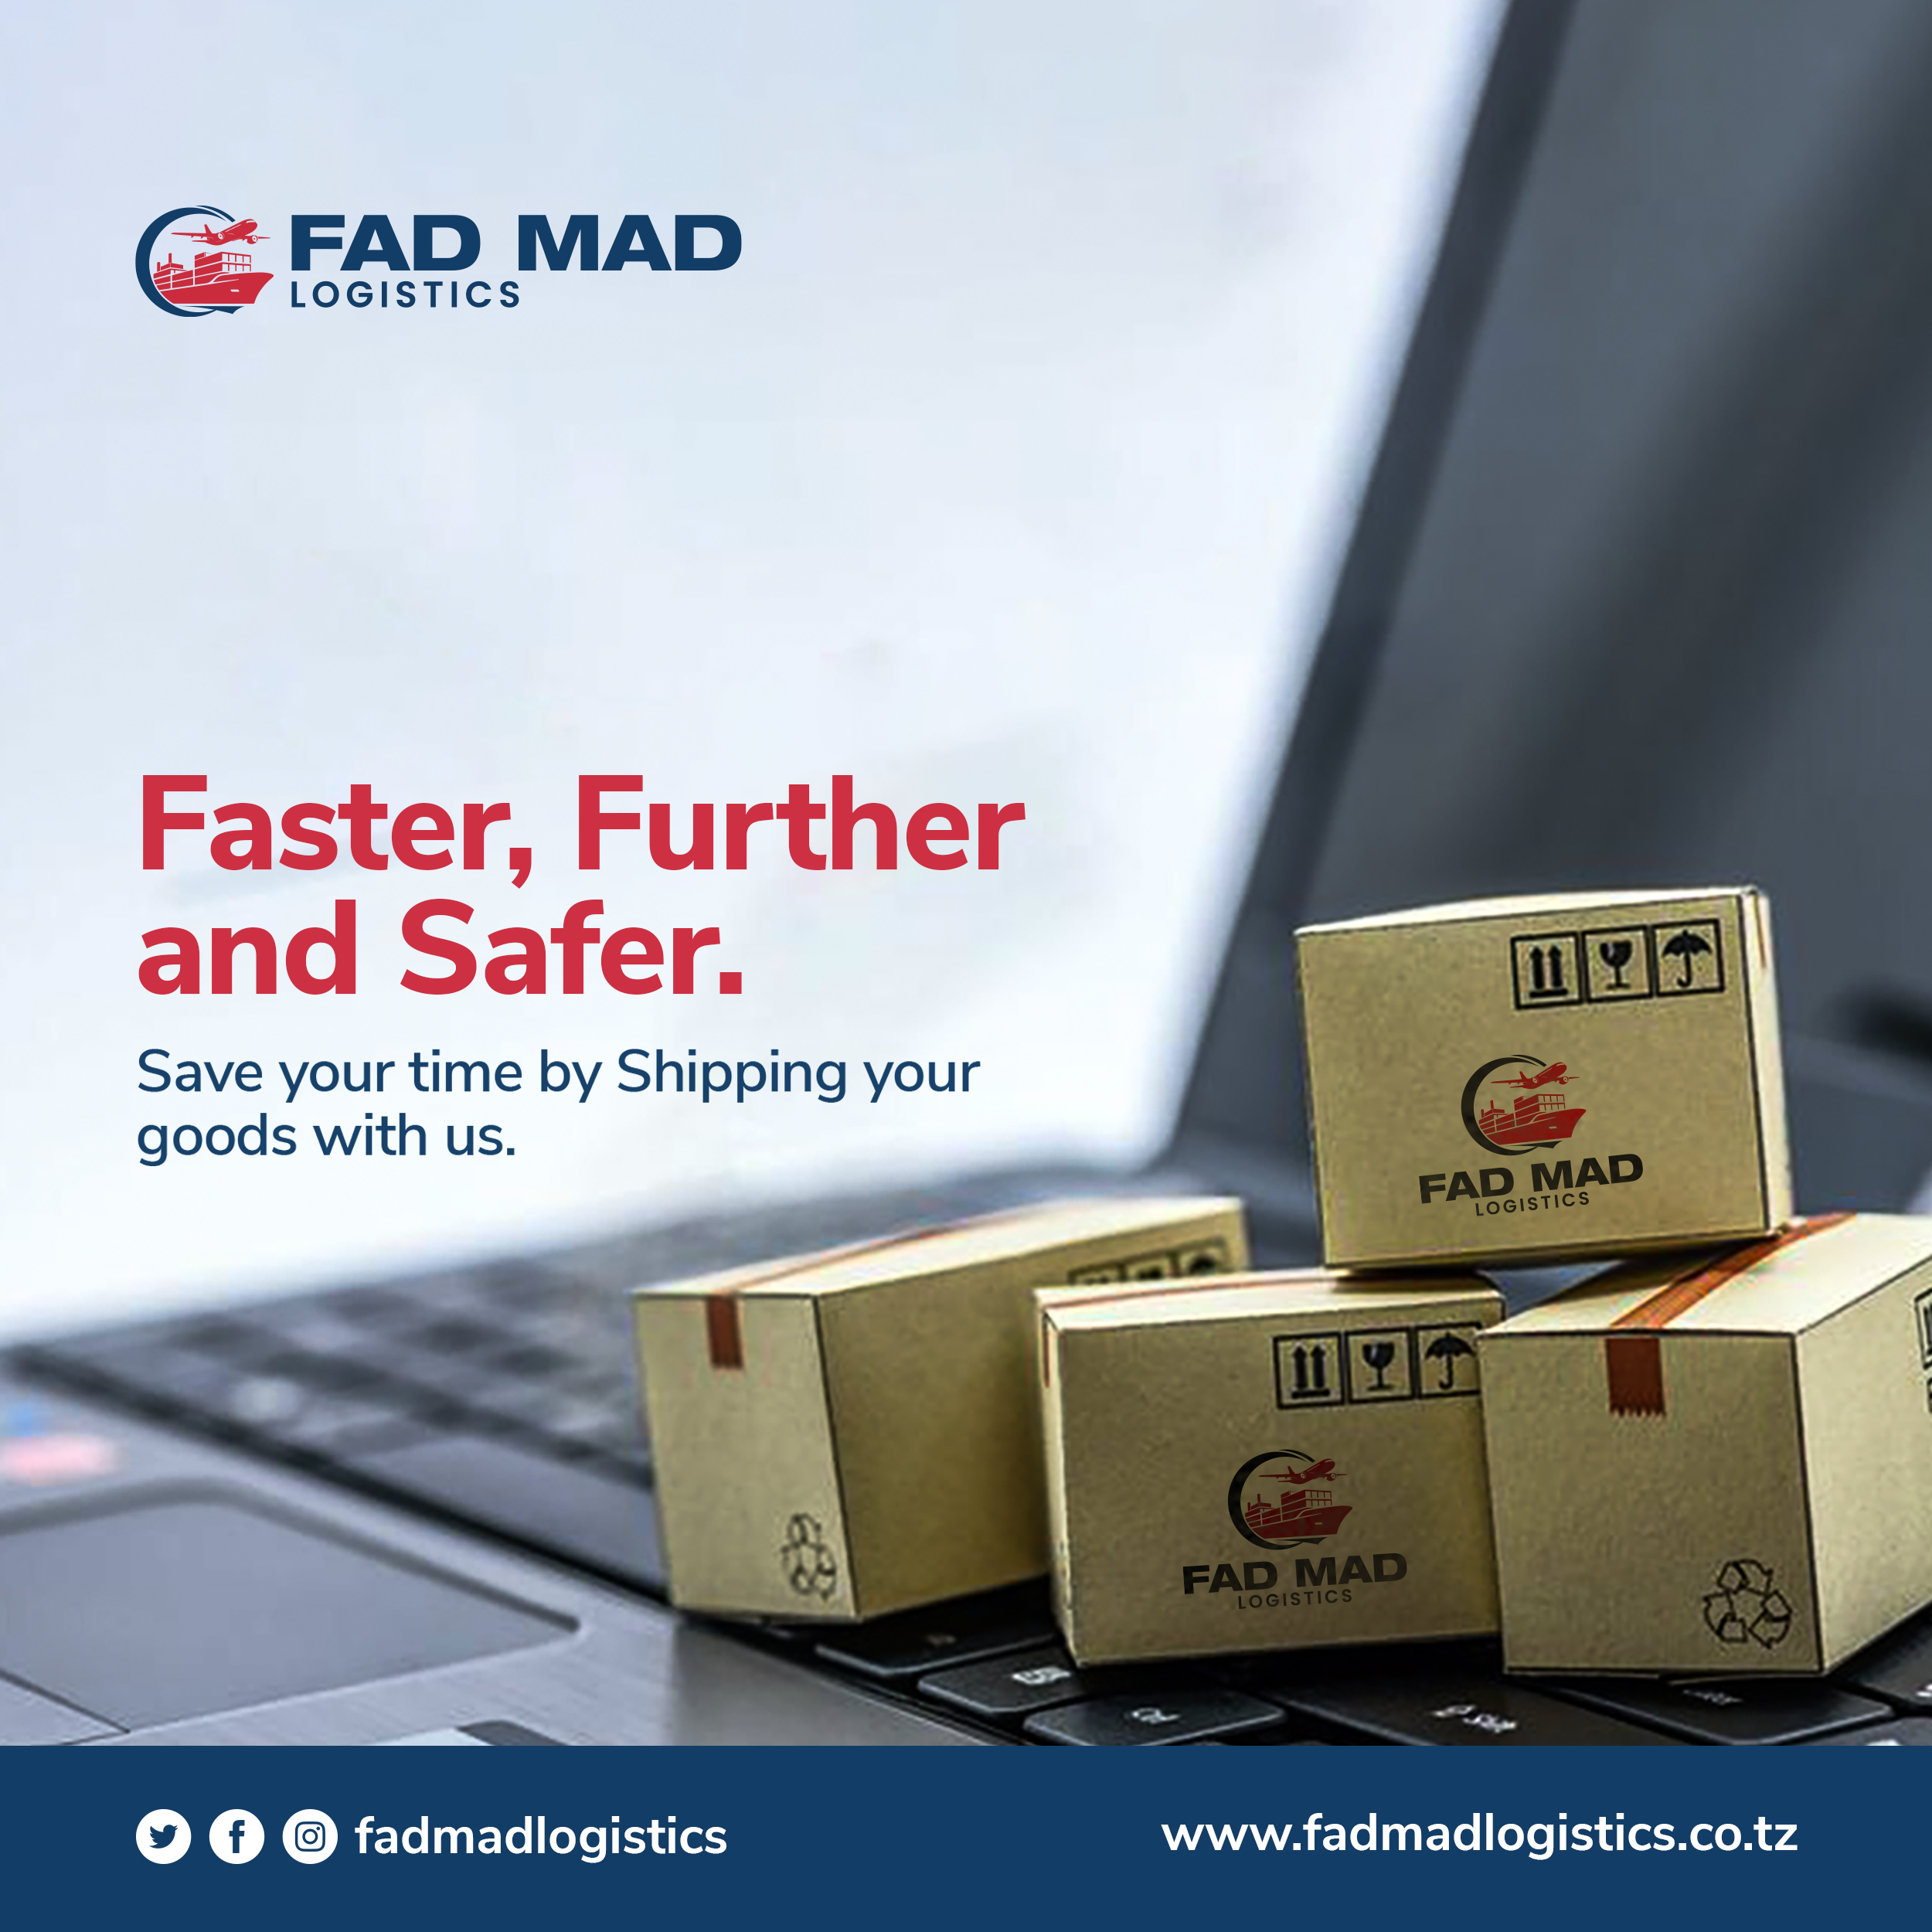 FAD MAD
LOGISTICS
Faster, Further
and Safer.
Save your time by Shipping your
goods with us.
FAD MAD
LOGISTICS
FAD MAD
LOGISTICS
fadmadlogistics
www.fadmadlogistics.co.tz